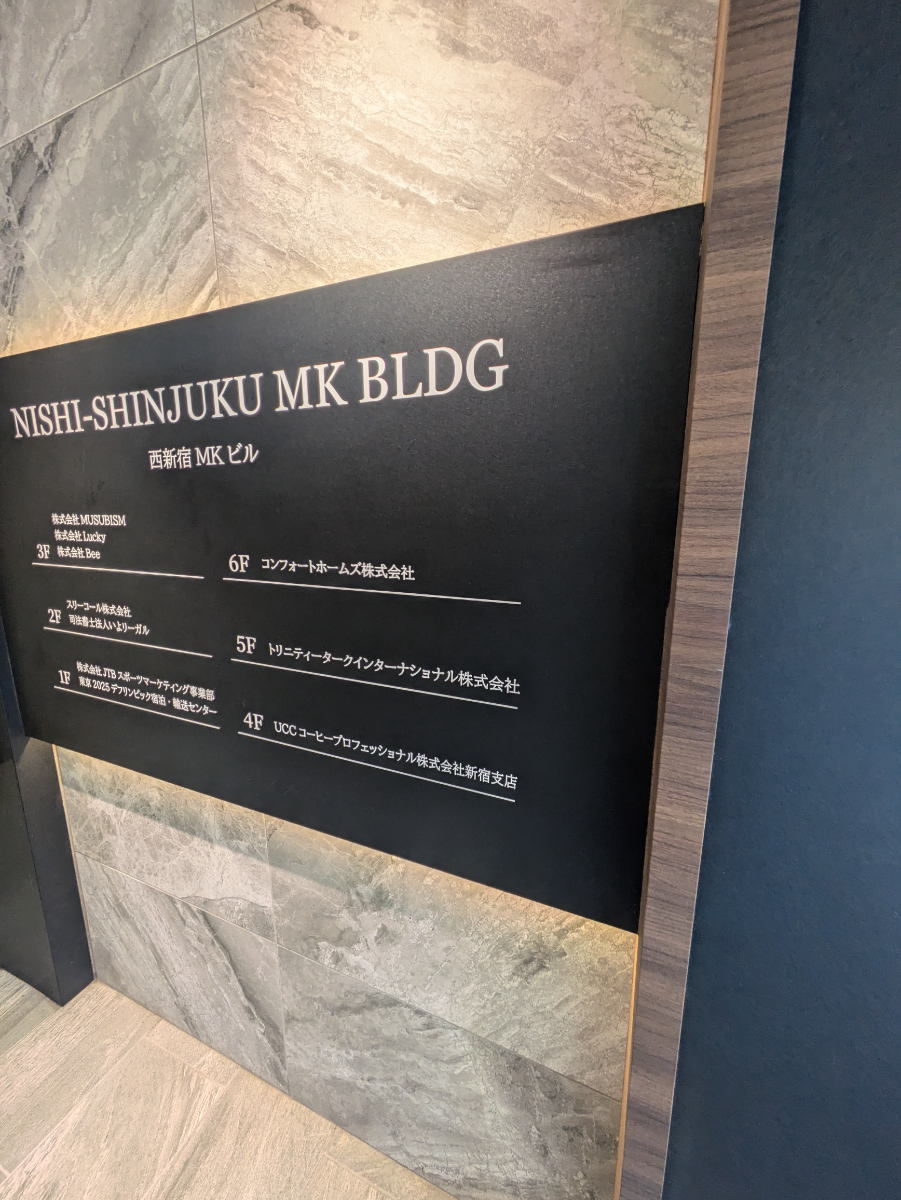 NISHI-SHINJUKU MK BLDG
西新宿 MK ビル
株式会社 MUSUBISM
株式会社 Lucky
3F 株式会社 Bee
スリーコール株式会社
2F 司法書士法人いよリーガル
株式会社 JTB スポーツマーケティング事業部
1F 東京 2025 デフリンピック宿泊・輸送センター
6F コンフォートホームズ株式会社
5F トリニティータークインターナショナル株式会社
4F UCC コーヒープロフェッショナル株式会社新宿支店